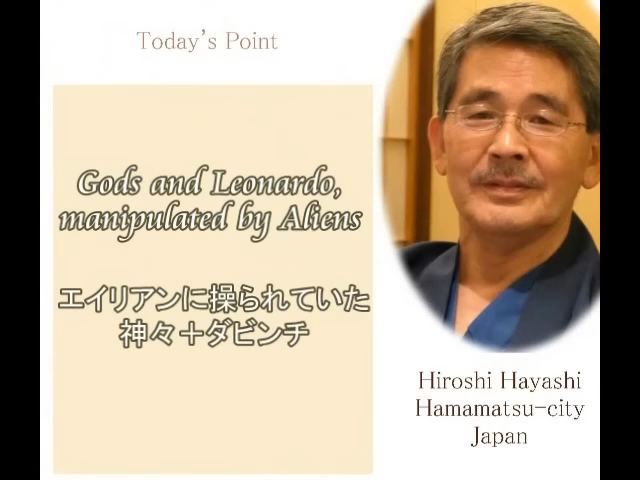 Today's Point
Gods and Leonardo,
manipulated by Aliens
エイリアンに操られていた
神々＋ダビンチ
Hiroshi Hayashi
Hamamatsu-city
Japan